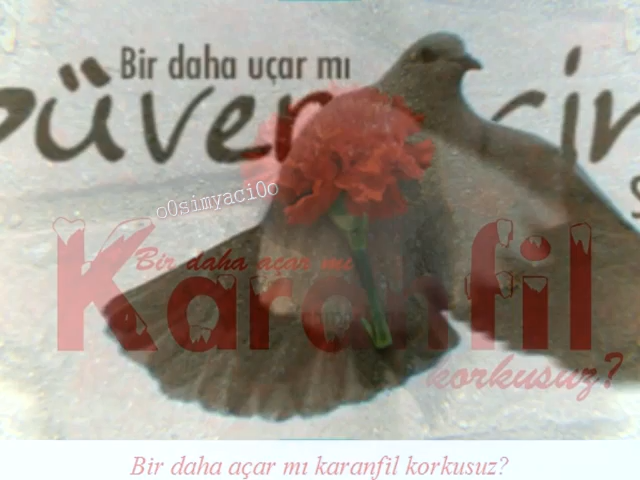 Bir daha uçar mı
güvercin
o0simyaci0o
Bir daha açar mı
Karanfil
korkusuz?
Bir daha açar mı karanfil korkusuz?